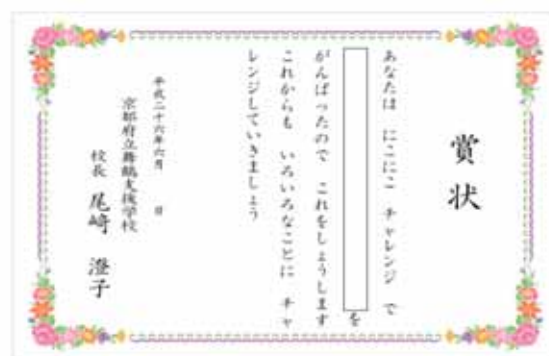 賞状
あなたは にこにこ チャレンジ で
を
がんばったので これをしょうします
これからも いろいろなことに チャ
レンジしていきましょう
平成二十六年六月 日
京都府立舞鶴支援学校
校長 尾崎 澄子